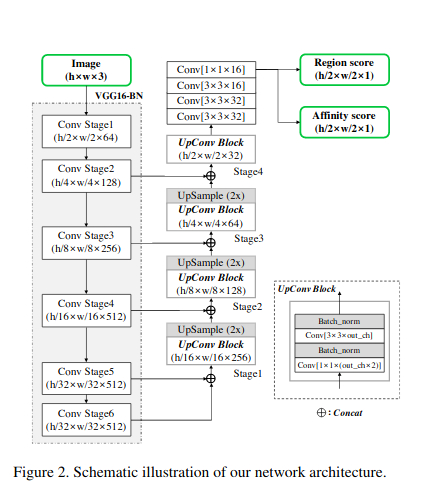 Image
(h×w×3)
VGG16-BN
Conv Stage1
(h/2×w/2×64)
Conv Stage2
(h/4×w/4×128)
Conv Stage3
(h/8×w/8×256)
Conv Stage4
(h/16×w/16×512)
Conv Stage5
(h/32×w/32×512)
Conv Stage6
(h/32×w/32×512)
Conv[1×1×16]
Conv[3×3×16]
Conv[3×3×32]
Conv[3×3×32]
UpConv Block
(h/2×w/2×32)
Stage4
UpSample (2x)
UpConv Block
(h/4×w/4×64)
Stage3
UpSample (2x)
UpConv Block
(h/8×w/8×128)
Stage2
UpSample (2x)
UpConv Block
(h/16×w/16×256)
Stage1
Region score
(h/2×w/2×1)
Affinity score
(h/2×w/2×1)
UpConv Block
Batch_norm
Conv[3×3×out_ch]
Batch_norm
Conv[1×1×(out_ch×2)]
⊕ : Concat
Figure 2. Schematic illustration of our network architecture.